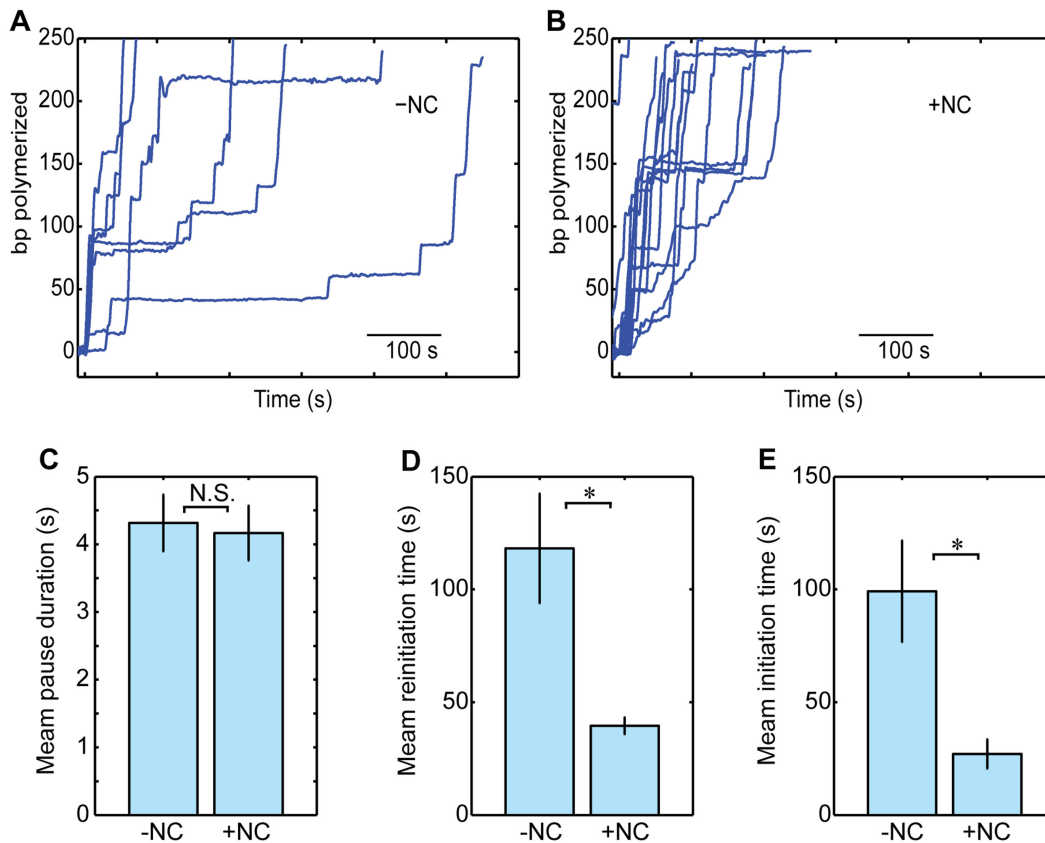 A
bp polymerized
250
200
150
100
50
0
−NC
100 s
Time (s)
B
bp polymerized
250
200
150
100
50
0
+NC
100 s
Time (s)
C
Meam pause duration (s)
5
4
3
2
1
0
N.S.
-NC +NC
D
Meam reinitiation time (s)
150
100
50
0
*
-NC +NC
E
Meam initiation time (s)
150
100
50
0
*
-NC +NC